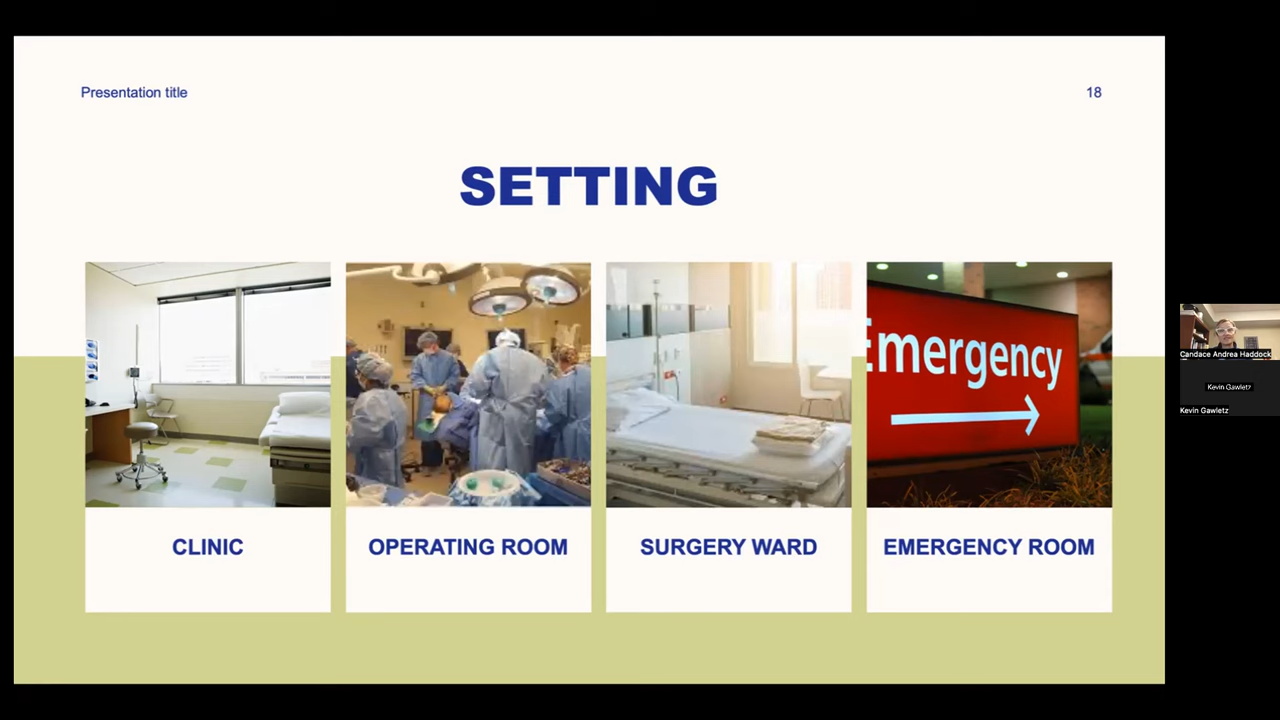 Presentation title
18
SETTING
Emergency
CLINIC
OPERATING ROOM
SURGERY WARD
EMERGENCY ROOM
Candace Andrea Haddock
Kevin Gawletz
Kevin Gawletz